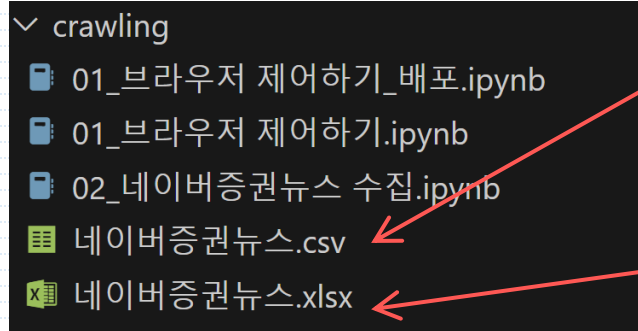 crawling
01_브라우저 제어하기_배포.ipynb
01_브라우저 제어하기.ipynb
02_네이버증권뉴스 수집.ipynb
네이버증권뉴스.csv
네이버증권뉴스.xlsx